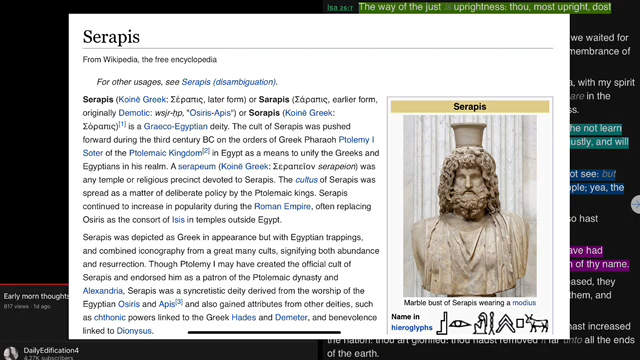 Isa 26:7 The way of the just is uprightness: thou, most upright, dost
we waited for
membrance of
, with my spirit
are in the
ss.
he not learn
ustly, and will
ot see: but
ople; yea, the
so hast
ave had
n of thy name.
eased, they
them, and
hast increased
the nation: thou art glorified: thou hadst removed it far unto all the ends
of the earth.
Serapis
From Wikipedia, the free encyclopedia
For other usages, see Serapis (disambiguation).
Serapis (Koinē Greek: Σέραπις, later form) or Sarapis (Σάραπις, earlier form,
originally Demotic: wsjr-ḥp, "Osiris-Apis") or Sorapis (Koinē Greek:
Σόραπις)[1] is a Graeco-Egyptian deity. The cult of Serapis was pushed
forward during the third century BC on the orders of Greek Pharaoh Ptolemy I
Soter of the Ptolemaic Kingdom[2] in Egypt as a means to unify the Greeks and
Egyptians in his realm. A serapeum (Koinē Greek: Σεραπεῖον serapeion) was
any temple or religious precinct devoted to Serapis. The cultus of Serapis was
spread as a matter of deliberate policy by the Ptolemaic kings. Serapis
continued to increase in popularity during the Roman Empire, often replacing
Osiris as the consort of Isis in temples outside Egypt.
Serapis was depicted as Greek in appearance but with Egyptian trappings,
and combined iconography from a great many cults, signifying both abundance
and resurrection. Though Ptolemy I may have created the official cult of
Serapis and endorsed him as a patron of the Ptolemaic dynasty and
Alexandria, Serapis was a syncretistic deity derived from the worship of the
Egyptian Osiris and Apis[3] and also gained attributes from other deities, such
as chthonic powers linked to the Greek Hades and Demeter, and benevolence
linked to Dionysus.
Serapis
Marble bust of Serapis wearing a modius
Name in
hieroglyphs
Early morn thoughts
817 views · 1d ago
DailyEdification4
4.27K subscribers